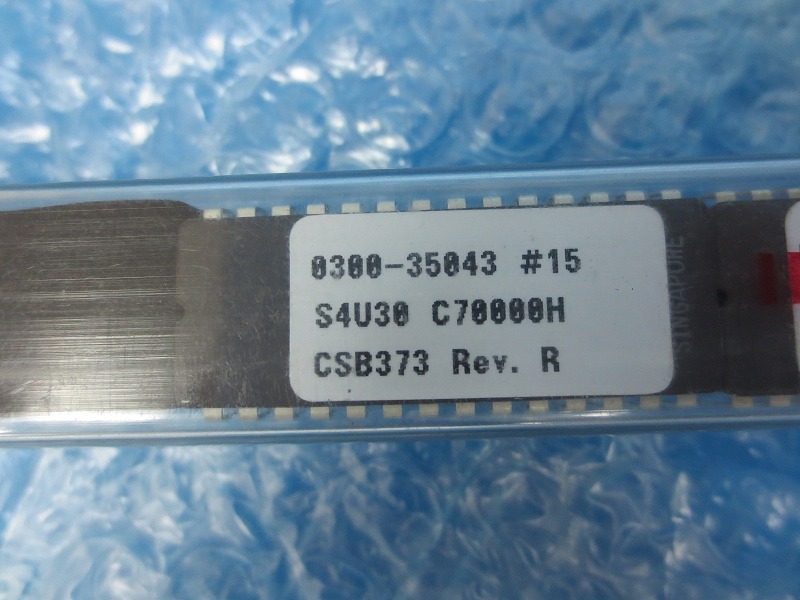 0300-35043 #15
S4U30 C70000H
CSB373 Rev. R
SINGAPORE